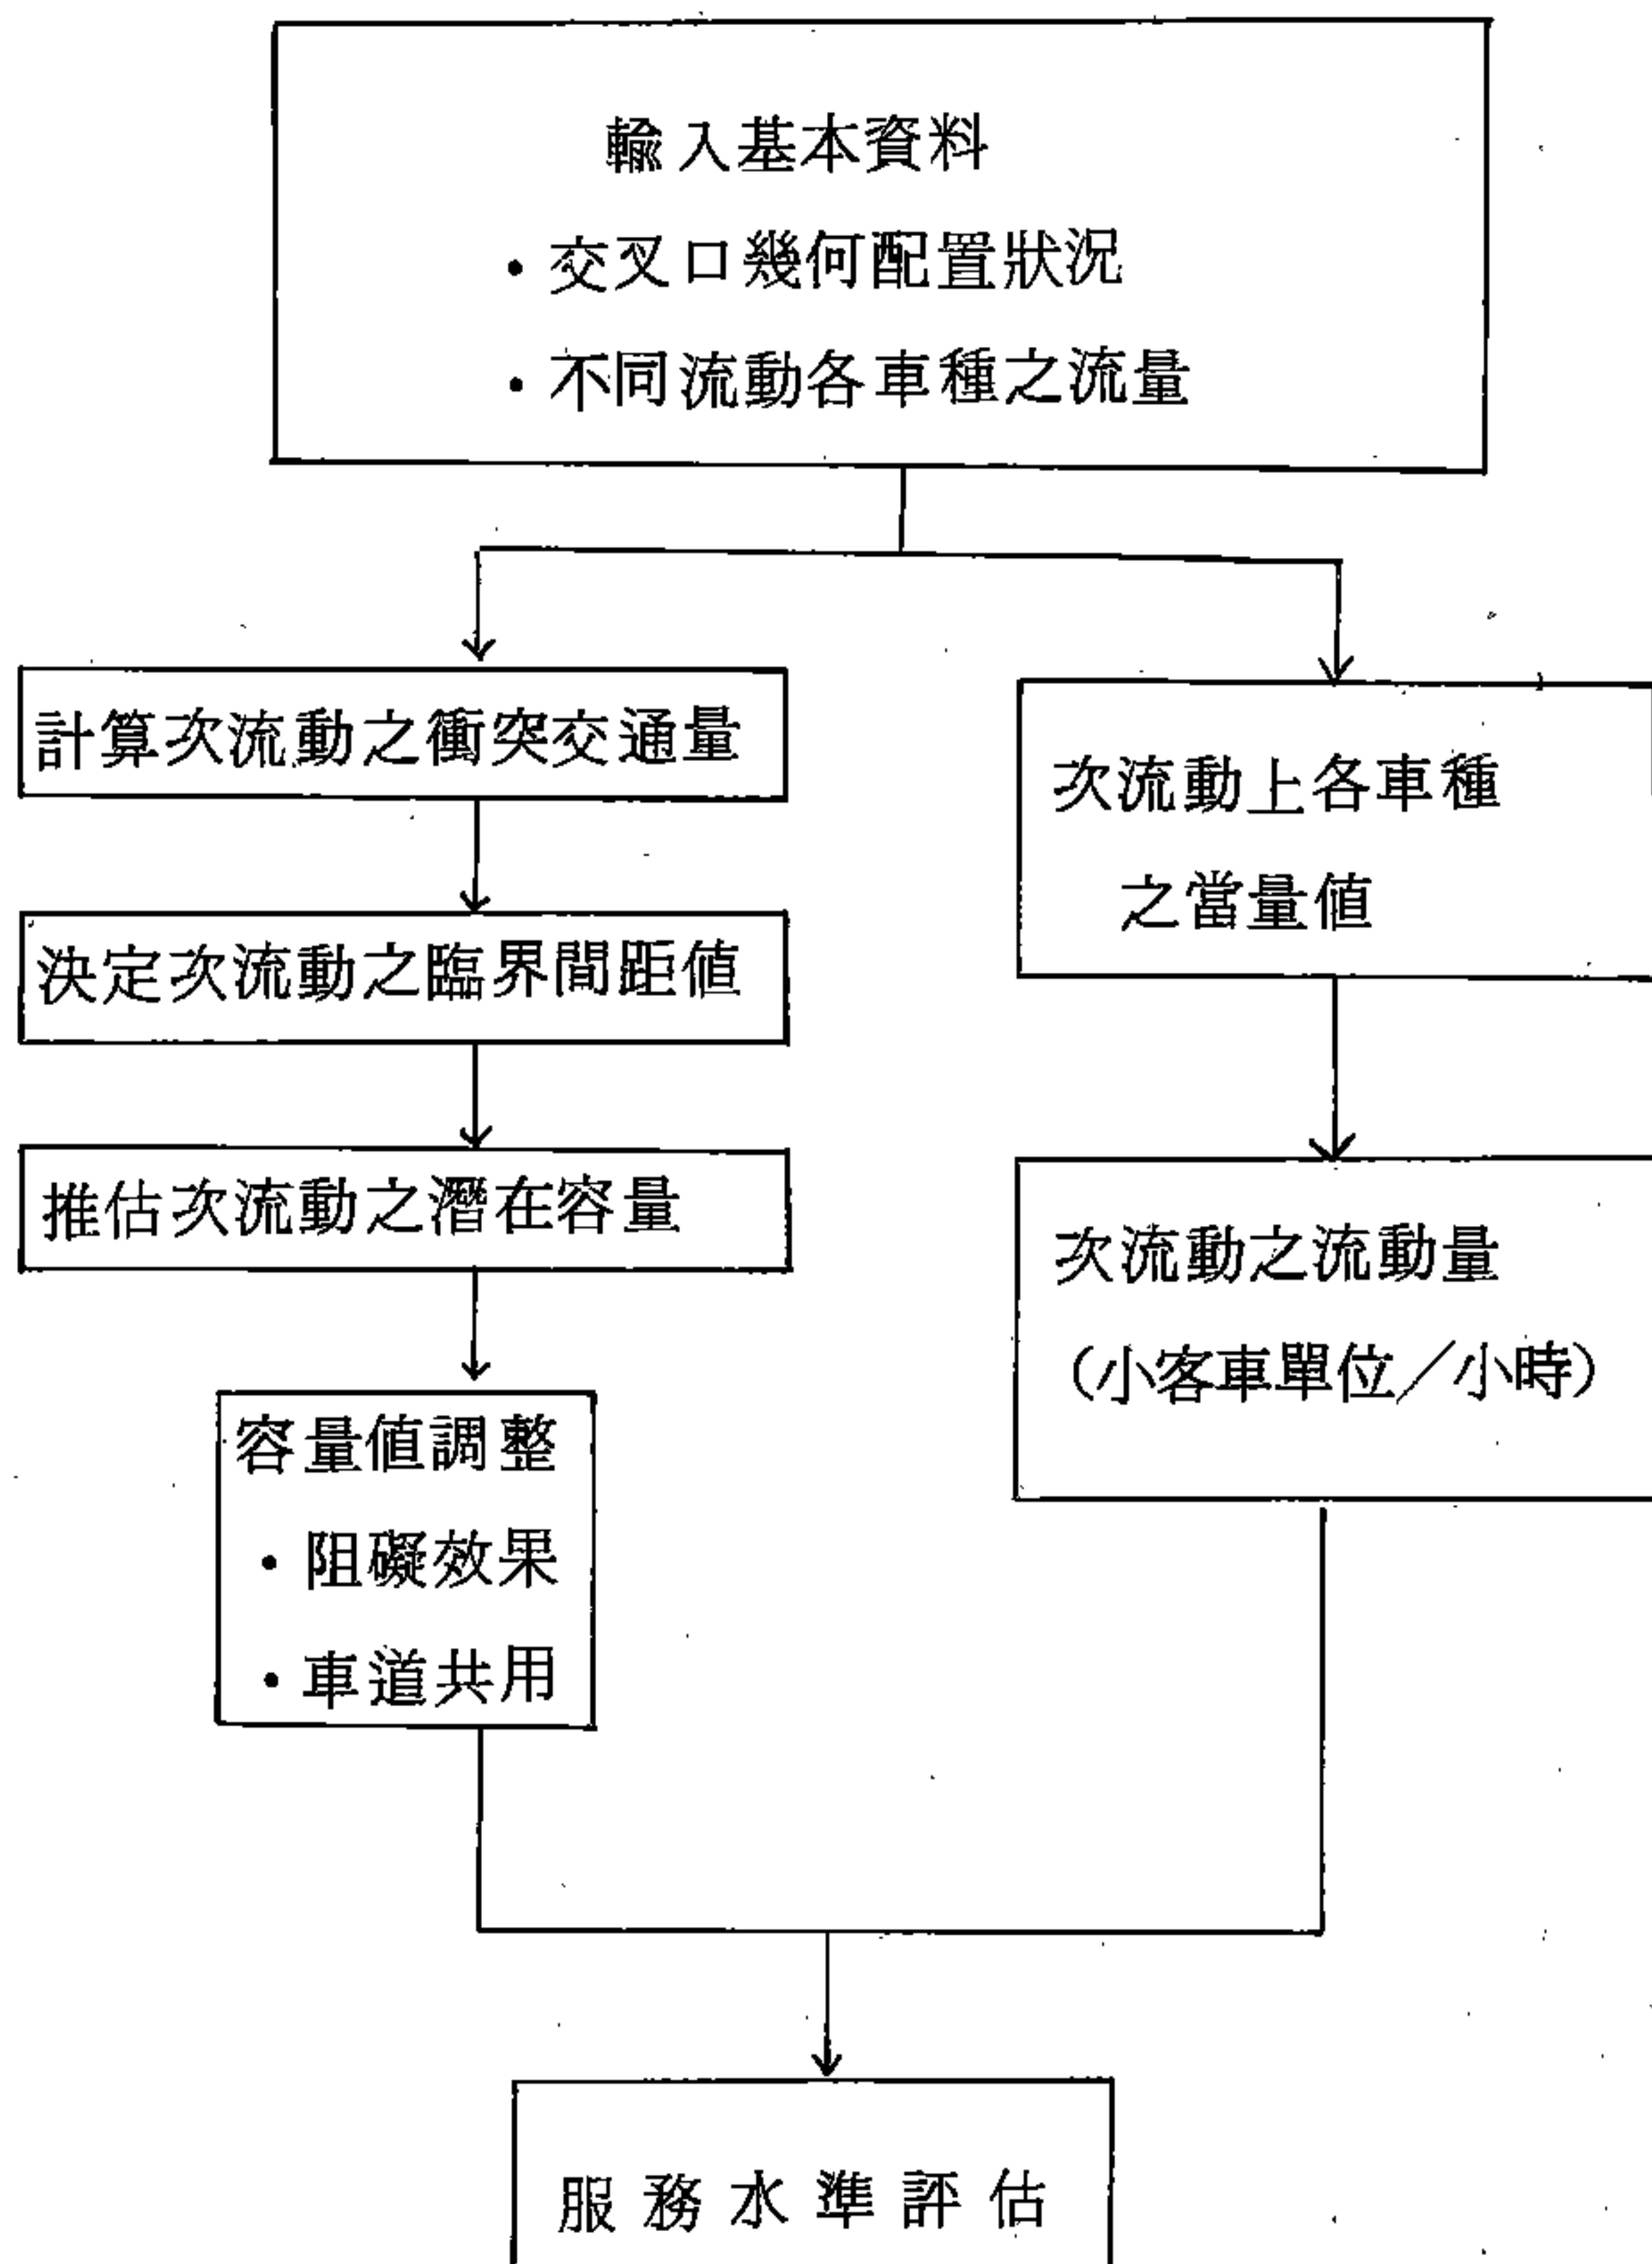 輸入基本資料
・交叉口幾何配置狀況
・不同流動各車種之流量
計算次流動之衝突交通量
決定次流動之臨界間距值
推估次流動之潛在容量
容量值調整
・阻礙效果
・車道共用
次流動上各車種
之當量值
次流動之流動量
(小客車單位／小時)
服務水準評估